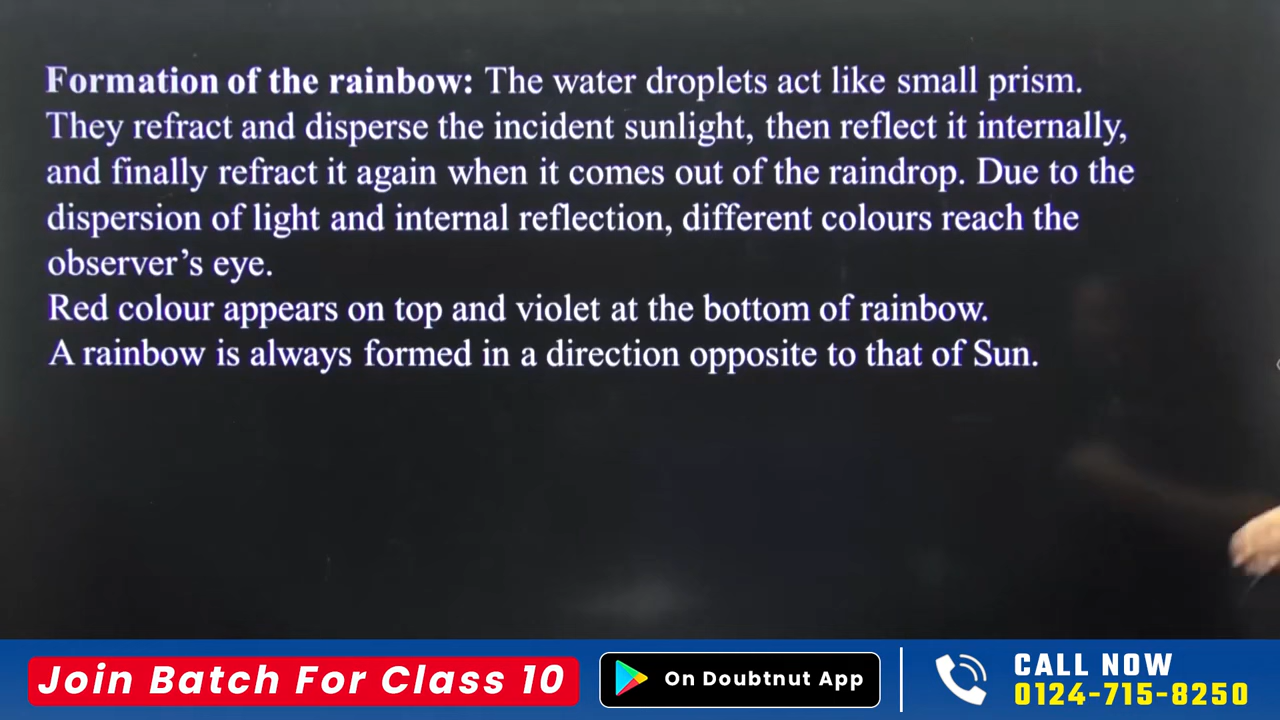 Formation of the rainbow: The water droplets act like small prism.
They refract and disperse the incident sunlight, then reflect it internally,
and finally refract it again when it comes out of the raindrop. Due to the
dispersion of light and internal reflection, different colours reach the
observer's eye.
Red colour appears on top and violet at the bottom of rainbow.
A rainbow is always formed in a direction opposite to that of Sun.
Join Batch For Class 10
On Doubtnut App
CALL NOW
0124-715-8250